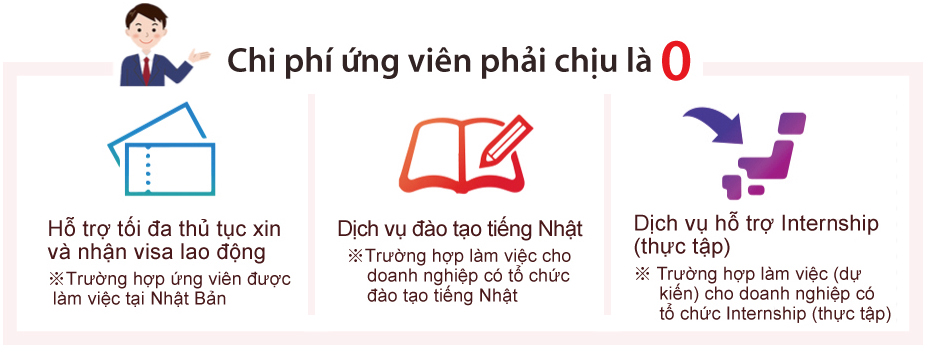 Chi phí ứng viên phải chịu là 0
Hỗ trợ tối đa thủ tục xin
và nhận visa lao động
※Trường hợp ứng viên được
làm việc tại Nhật Bản
Dịch vụ đào tạo tiếng Nhật
※Trường hợp làm việc cho
doanh nghiệp có tổ chức
đào tạo tiếng Nhật
Dịch vụ hỗ trợ Internship
(thực tập)
※ Trường hợp làm việc (dự
kiến) cho doanh nghiệp có
tổ chức Internship (thực tập)